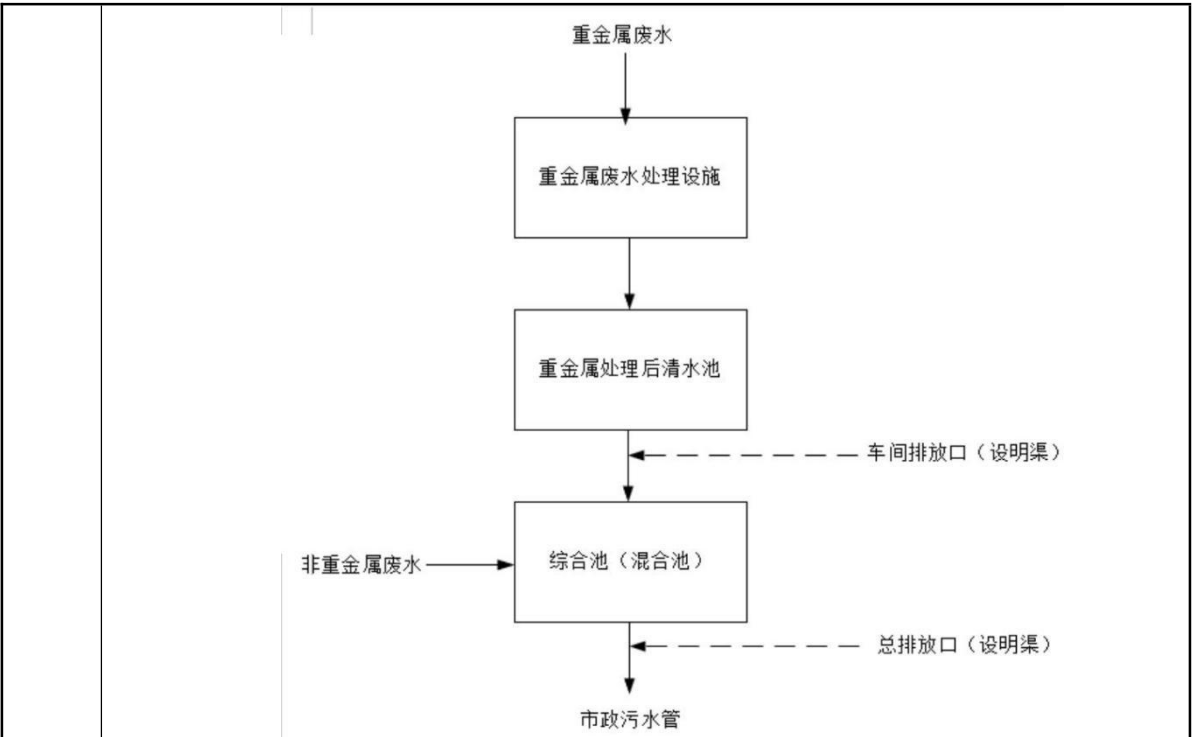 重金属废水
重金属废水处理设施
重金属处理后清水池
车间排放口（设明渠）
非重金属废水
综合池（混合池）
总排放口（设明渠）
市政污水管